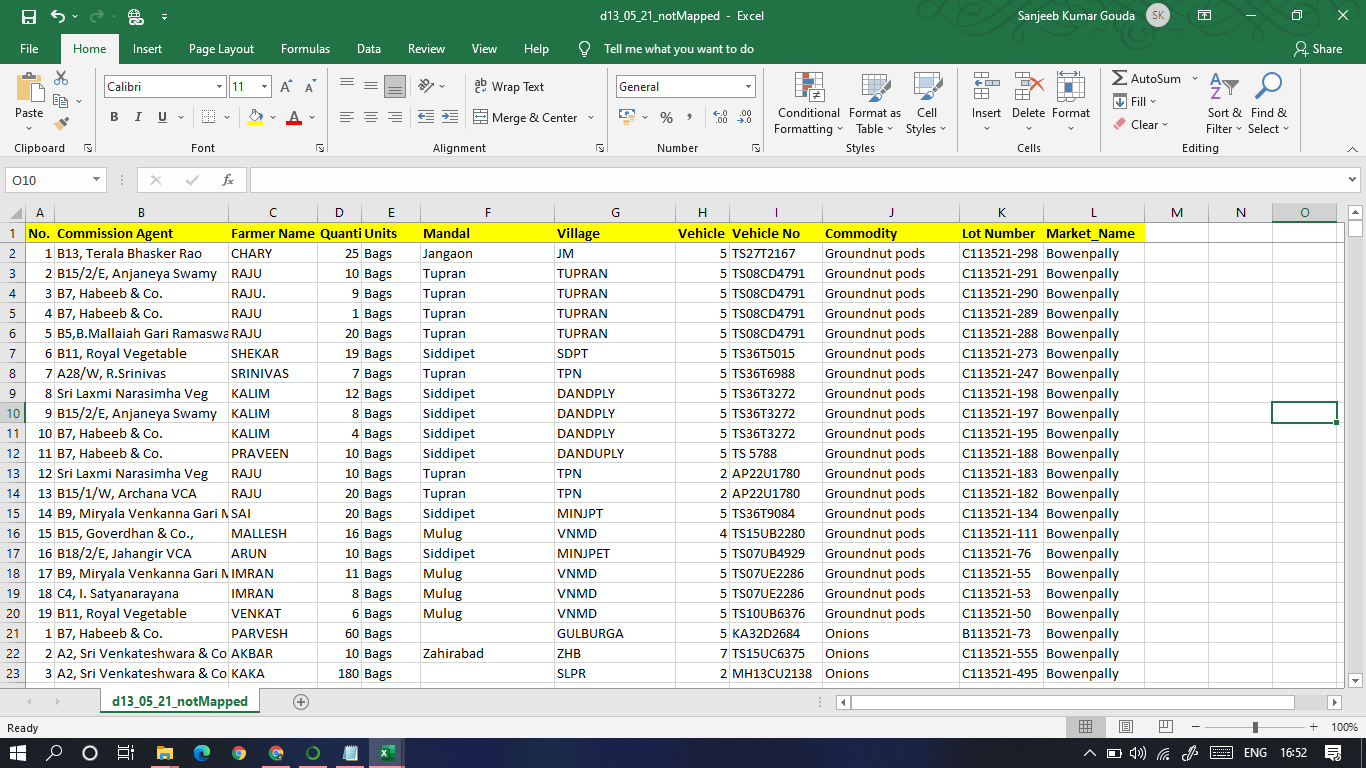 d13_05_21_notMapped - Excel
Sanjeeb Kumar Gouda SK
File Home Insert Page Layout Formulas Data Review View Help Tell me what you want to do Share
Paste
Clipboard
Calibri 11
B I U
Font
Wrap Text
Merge & Center
Alignment
General
Number
Conditional Formatting
Format as Table
Cell Styles
Styles
Insert Delete Format
Cells
AutoSum
Fill
Clear
Sort & Filter
Find & Select
Editing
O10 fx
A B C D E F G H I J K L M N O
1 No. Commission Agent Farmer Name Quanti Units Mandal Village Vehicle Vehicle No Commodity Lot Number Market_Name
2 1 B13, Terala Bhasker Rao CHARY 25 Bags Jangaon JM 5 TS27T2167 Groundnut pods C113521-298 Bowenpally
3 2 B15/2/E, Anjaneya Swamy RAJU 10 Bags Tupran TUPRAN 5 TS08CD4791 Groundnut pods C113521-291 Bowenpally
4 3 B7, Habeeb & Co. RAJU. 9 Bags Tupran TUPRAN 5 TS08CD4791 Groundnut pods C113521-290 Bowenpally
5 4 B7, Habeeb & Co. RAJU 1 Bags Tupran TUPRAN 5 TS08CD4791 Groundnut pods C113521-289 Bowenpally
6 5 B5,B.Mallaiah Gari Ramaswa RAJU 20 Bags Tupran TUPRAN 5 TS08CD4791 Groundnut pods C113521-288 Bowenpally
7 6 B11, Royal Vegetable SHEKAR 19 Bags Siddipet SDPT 5 TS36T5015 Groundnut pods C113521-273 Bowenpally
8 7 A28/W, R.Srinivas SRINIVAS 7 Bags Tupran TPN 5 TS36T6988 Groundnut pods C113521-247 Bowenpally
9 8 Sri Laxmi Narasimha Veg KALIM 12 Bags Siddipet DANDPLY 5 TS36T3272 Groundnut pods C113521-198 Bowenpally
10 9 B15/2/E, Anjaneya Swamy KALIM 8 Bags Siddipet DANDPLY 5 TS36T3272 Groundnut pods C113521-197 Bowenpally
11 10 B7, Habeeb & Co. KALIM 4 Bags Siddipet DANDPLY 5 TS36T3272 Groundnut pods C113521-195 Bowenpally
12 11 B7, Habeeb & Co. PRAVEEN 10 Bags Siddipet DANDUPLY 5 TS 5788 Groundnut pods C113521-188 Bowenpally
13 12 Sri Laxmi Narasimha Veg RAJU 10 Bags Tupran TPN 2 AP22U1780 Groundnut pods C113521-183 Bowenpally
14 13 B15/1/W, Archana VCA RAJU 20 Bags Tupran TPN 2 AP22U1780 Groundnut pods C113521-182 Bowenpally
15 14 B9, Miryala Venkanna Gari M SAI 20 Bags Siddipet MINJPT 5 TS36T9084 Groundnut pods C113521-134 Bowenpally
16 15 B15, Goverdhan & Co., MALLESH 16 Bags Mulug VNMD 4 TS15UB2280 Groundnut pods C113521-111 Bowenpally
17 16 B18/2/E, Jahangir VCA ARUN 10 Bags Siddipet MINJPET 5 TS07UB4929 Groundnut pods C113521-76 Bowenpally
18 17 B9, Miryala Venkanna Gari M IMRAN 11 Bags Mulug VNMD 5 TS07UE2286 Groundnut pods C113521-55 Bowenpally
19 18 C4, I. Satyanarayana IMRAN 8 Bags Mulug VNMD 5 TS07UE2286 Groundnut pods C113521-53 Bowenpally
20 19 B11, Royal Vegetable VENKAT 6 Bags Mulug VNMD 5 TS10UB6376 Groundnut pods C113521-50 Bowenpally
21 1 B7, Habeeb & Co. PARVESH 60 Bags GULBURGA 5 KA32D2684 Onions B113521-73 Bowenpally
22 2 A2, Sri Venkateshwara & Co AKBAR 10 Bags Zahirabad ZHB 7 TS15UC6375 Onions C113521-555 Bowenpally
23 3 A2, Sri Venkateshwara & Co KAKA 180 Bags SLPR 2 MH13CU2138 Onions C113521-495 Bowenpally
d13_05_21_notMapped
Ready 100%
ENG 16:52